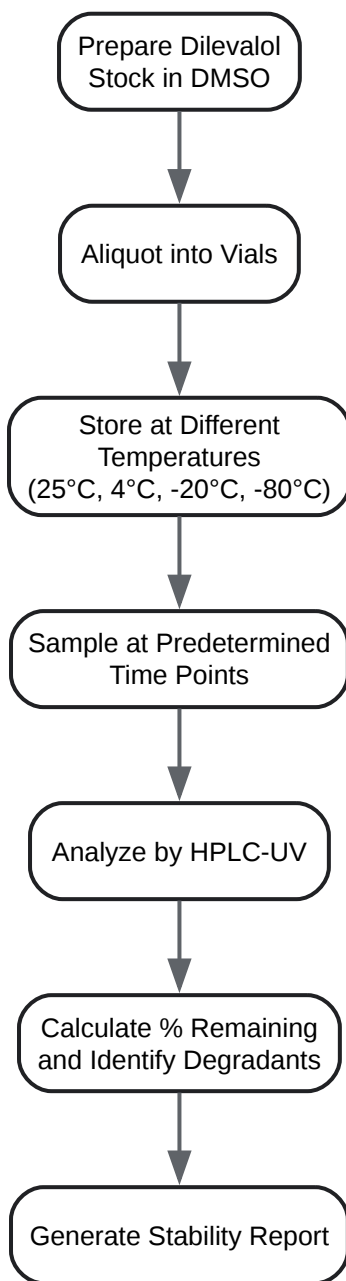 Prepare Dilevalol
Stock in DMSO
Aliquot into Vials
Store at Different
Temperatures
(25°C, 4°C, -20°C, -80°C)
Sample at Predetermined
Time Points
Analyze by HPLC-UV
Calculate % Remaining
and Identify Degradants
Generate Stability Report